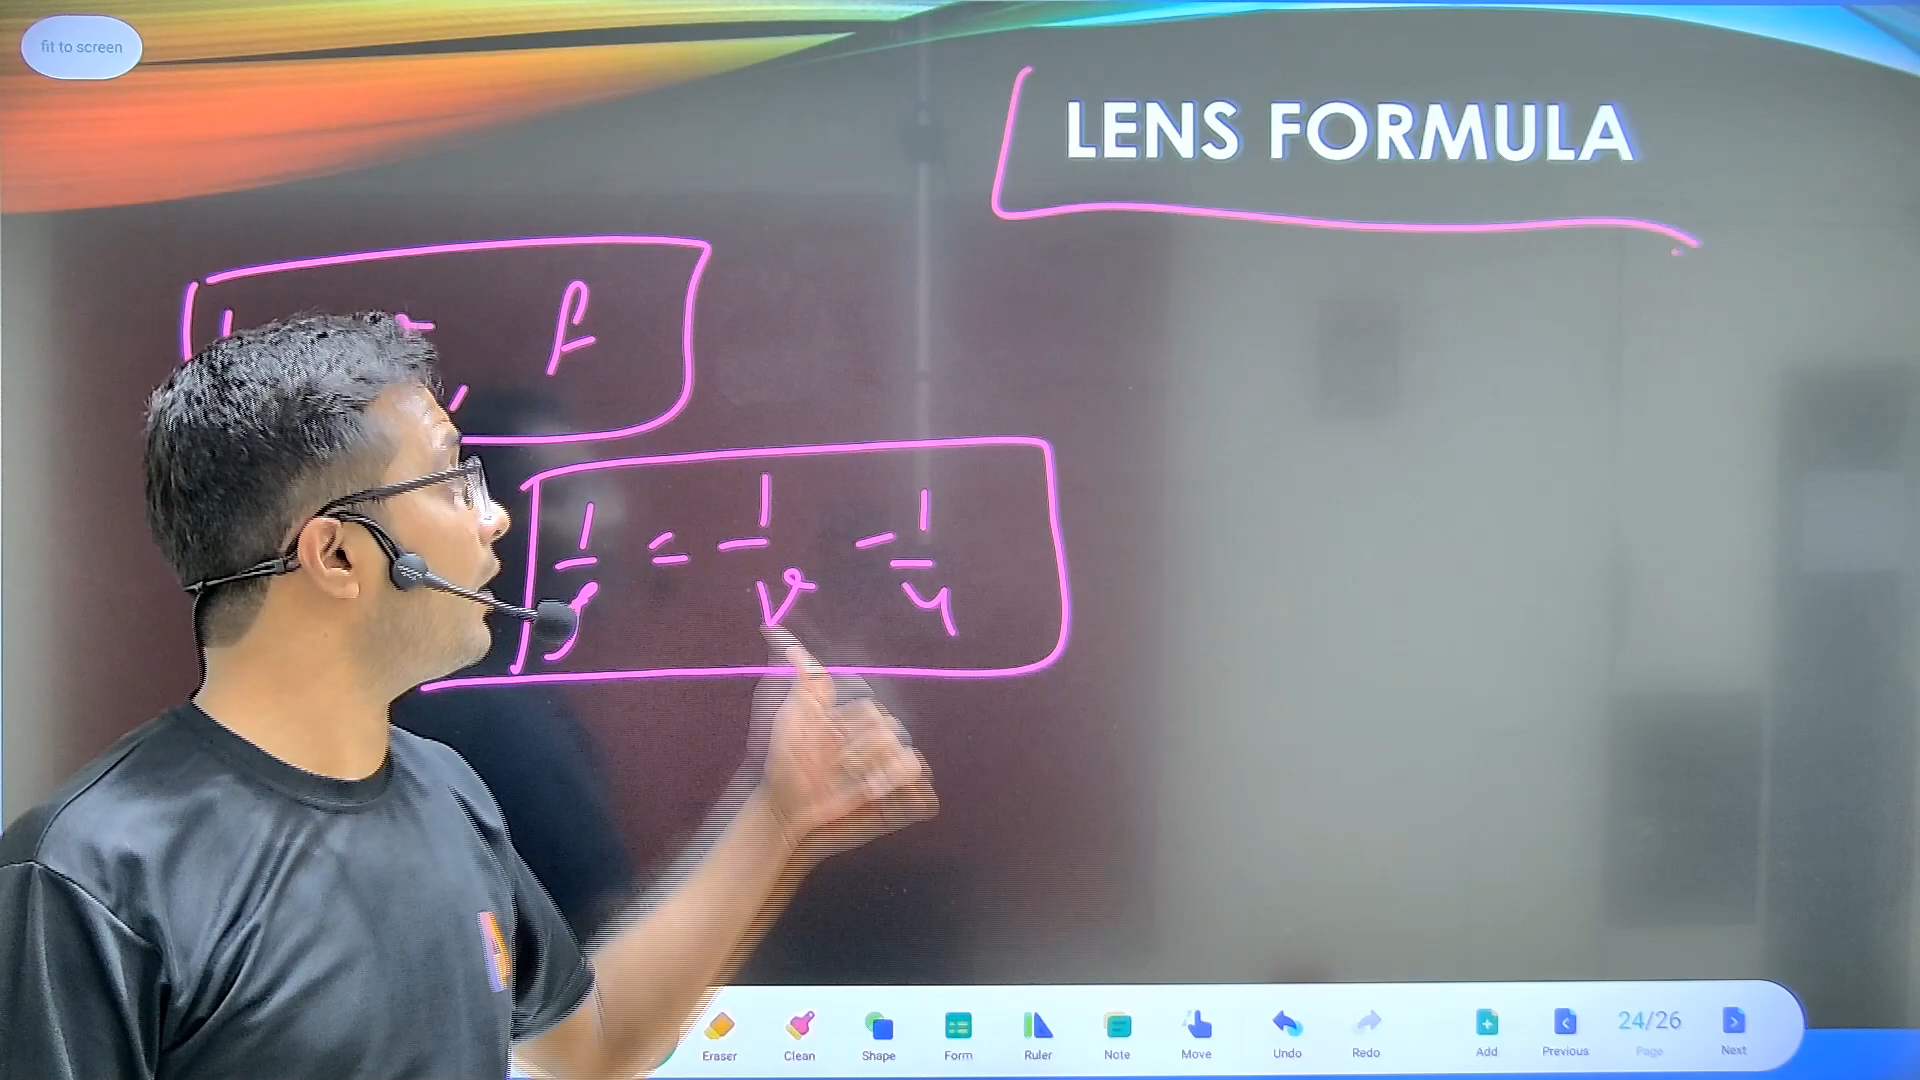 fit to screen
LENS FORMULA
f
1/f = 1/v - 1/u
Eraser Clean Shape Form Ruler Note Move Undo Redo Add Previous 24/26 Page Next